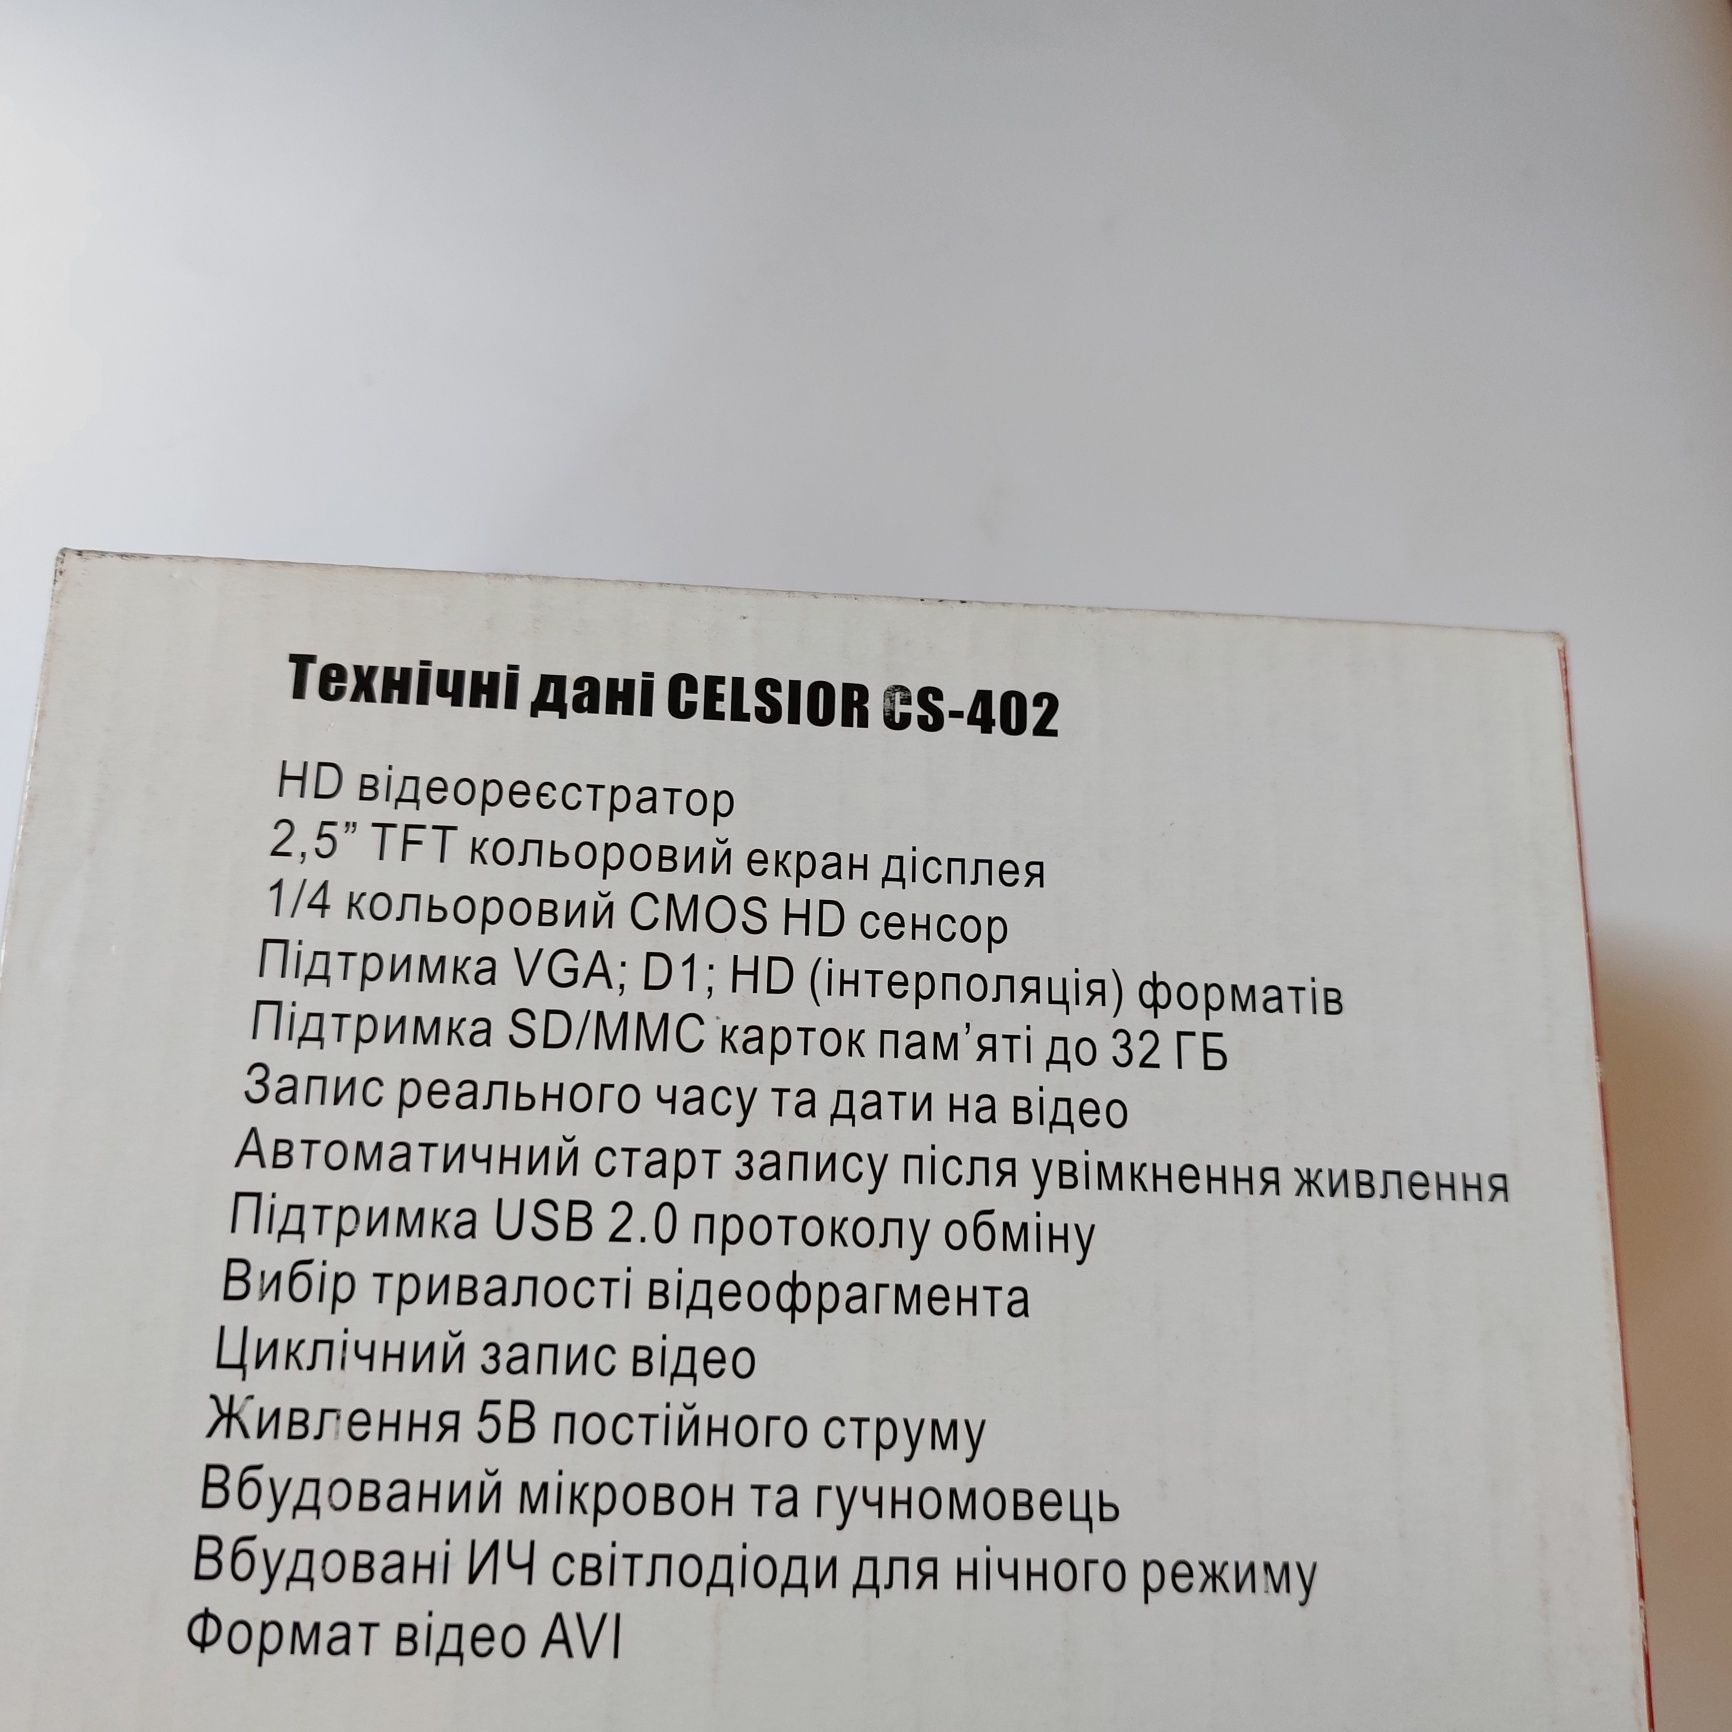 Технічні дані CELSIOR CS-402
HD відеореєстратор
2,5” TFT кольоровий екран дісплея
1/4 кольоровий CMOS HD сенсор
Підтримка VGA; D1; HD (інтерполяція) форматів
Підтримка SD/MMC карток пам’яті до 32 ГБ
Запис реального часу та дати на відео
Автоматичний старт запису після увімкнення живлення
Підтримка USB 2.0 протоколу обміну
Вибір тривалості відеофрагмента
Циклічний запис відео
Живлення 5В постійного струму
Вбудований мікровон та гучномовець
Вбудовані ИЧ світлодіоди для нічного режиму
Формат відео AVI